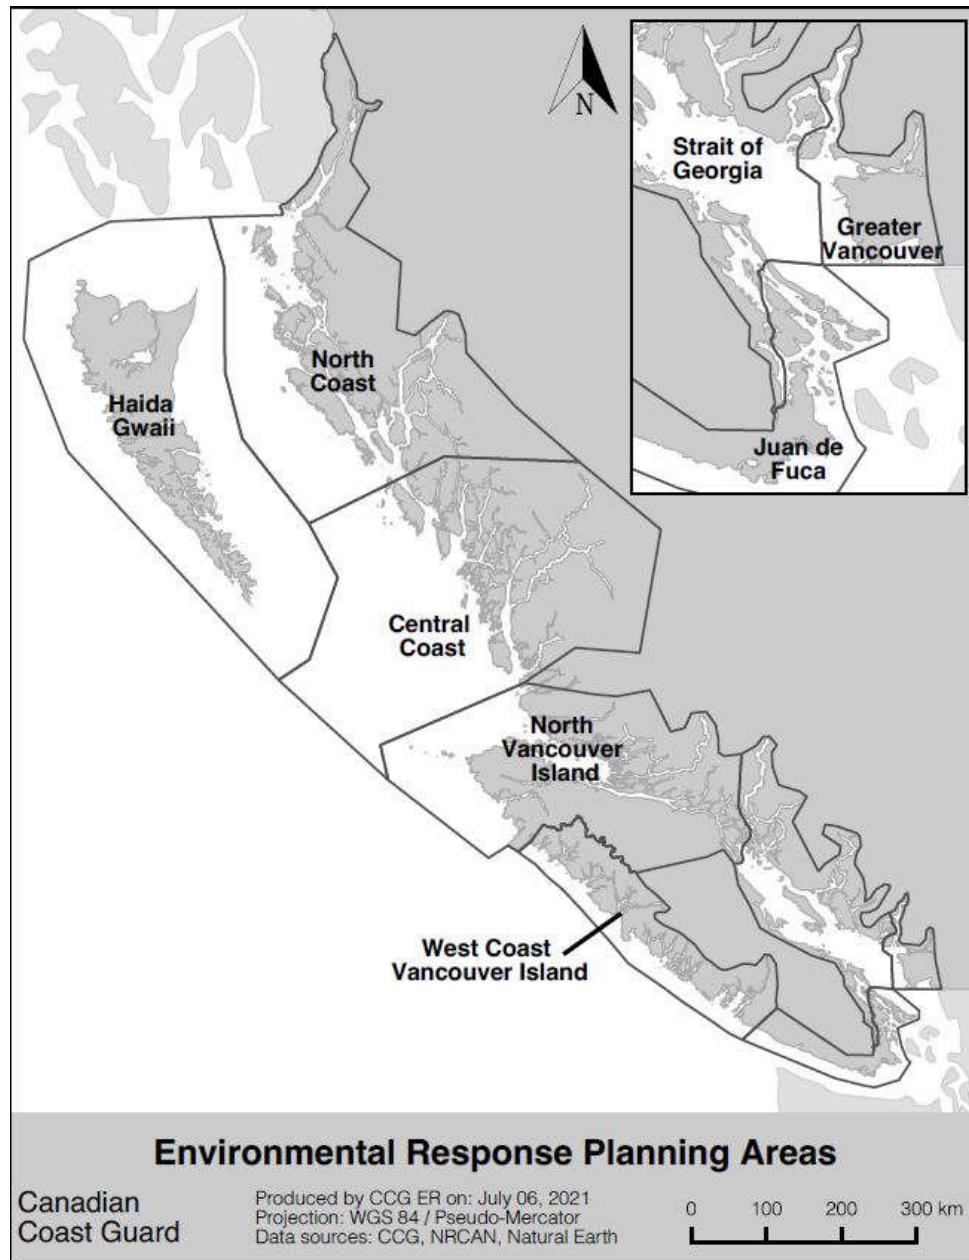 N
Strait of
Georgia
Greater
Vancouver
Juan de
Fuca
North
Coast
Haida
Gwaii
Central
Coast
North
Vancouver
Island
West Coast
Vancouver Island
Environmental Response Planning Areas
Canadian
Coast Guard
Produced by CCG ER on: July 06, 2021
Projection: WGS 84 / Pseudo-Mercator
Data sources: CCG, NRCAN, Natural Earth
0 100 200 300 km